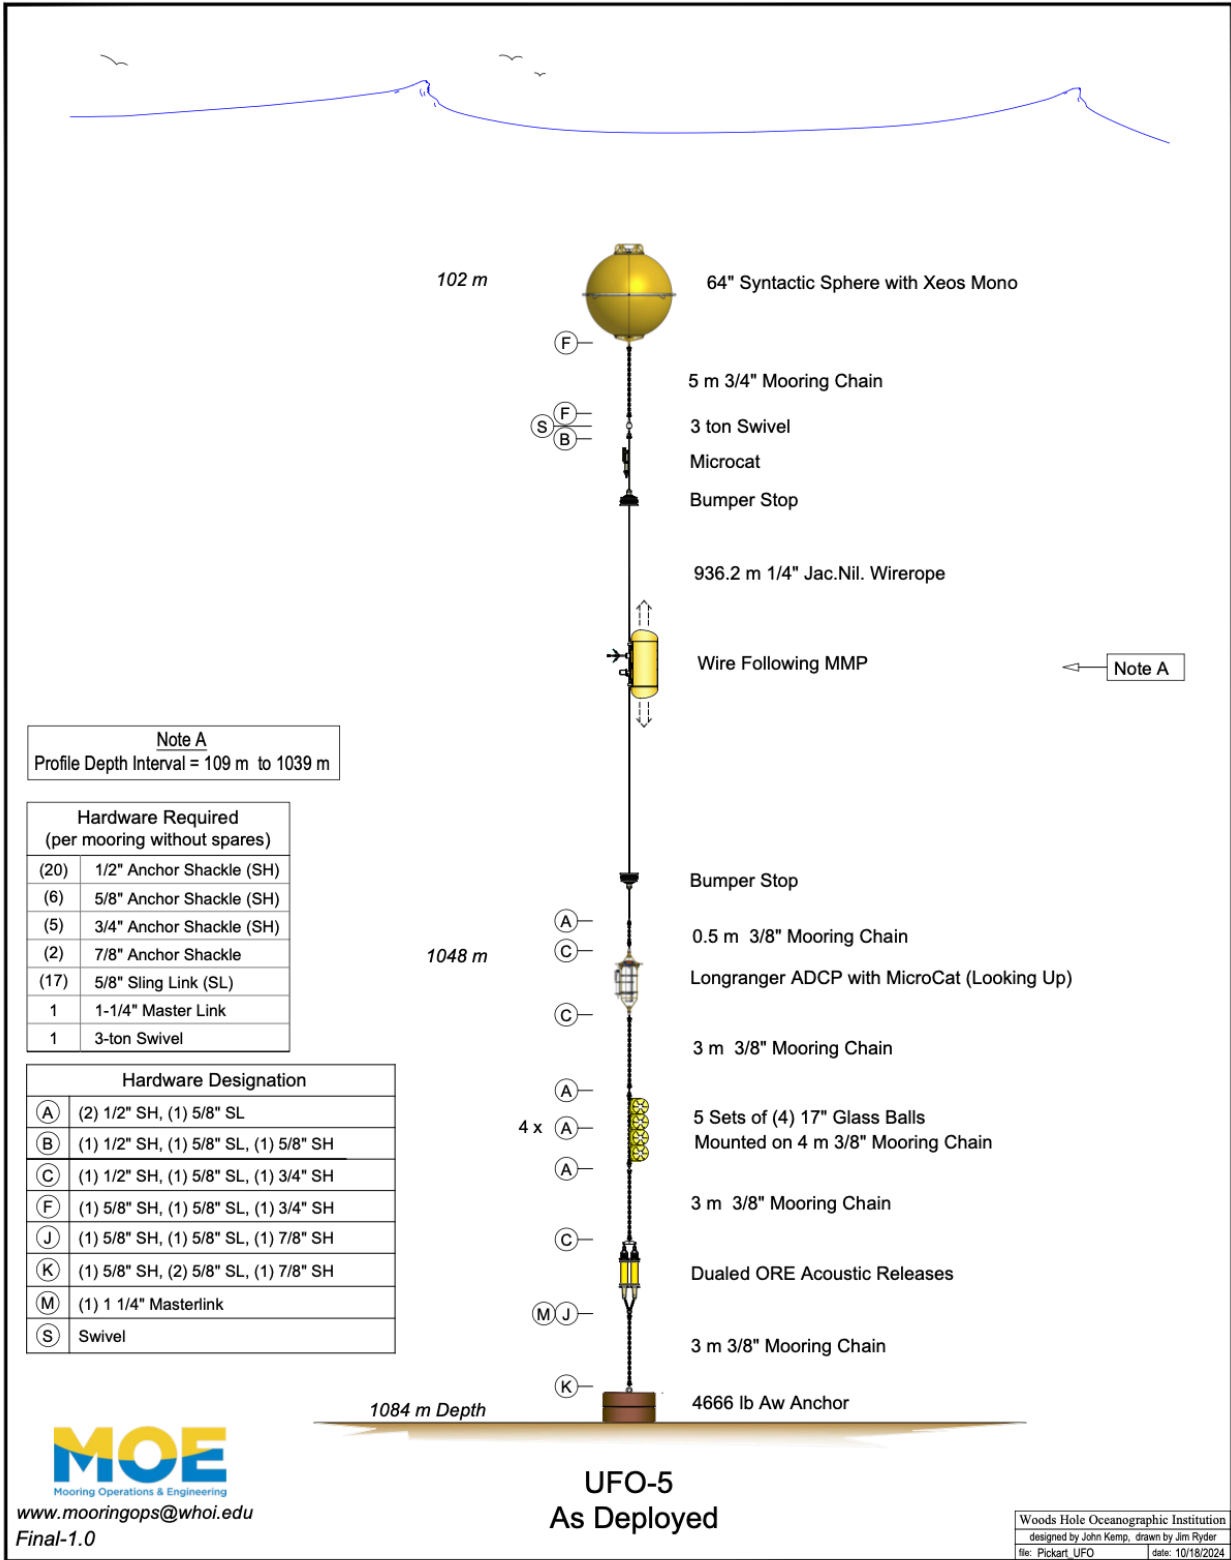 102 m
64" Syntactic Sphere with Xeos Mono
F
5 m 3/4" Mooring Chain
F
S
3 ton Swivel
B
Microcat
Bumper Stop
936.2 m 1/4" Jac.Nil. Wirerope
Wire Following MMP
Note A
Note A
Profile Depth Interval = 109 m to 1039 m
Hardware Required
(per mooring without spares)
(20) 1/2" Anchor Shackle (SH)
(6) 5/8" Anchor Shackle (SH)
(5) 3/4" Anchor Shackle (SH)
(2) 7/8" Anchor Shackle
(17) 5/8" Sling Link (SL)
1 1-1/4" Master Link
1 3-ton Swivel
Bumper Stop
A
0.5 m 3/8" Mooring Chain
C
1048 m
Longranger ADCP with MicroCat (Looking Up)
C
3 m 3/8" Mooring Chain
A
5 Sets of (4) 17" Glass Balls
4 x A
Mounted on 4 m 3/8" Mooring Chain
A
3 m 3/8" Mooring Chain
C
Dualed ORE Acoustic Releases
M J
3 m 3/8" Mooring Chain
K
4666 lb Aw Anchor
1084 m Depth
Hardware Designation
A (2) 1/2" SH, (1) 5/8" SL
B (1) 1/2" SH, (1) 5/8" SL, (1) 5/8" SH
C (1) 1/2" SH, (1) 5/8" SL, (1) 3/4" SH
F (1) 5/8" SH, (1) 5/8" SL, (1) 3/4" SH
J (1) 5/8" SH, (1) 5/8" SL, (1) 7/8" SH
K (1) 5/8" SH, (2) 5/8" SL, (1) 7/8" SH
M (1) 1 1/4" Masterlink
S Swivel
MOE
Mooring Operations & Engineering
www.mooringops@whoi.edu
Final-1.0
UFO-5
As Deployed
Woods Hole Oceanographic Institution
designed by John Kemp, drawn by Jim Ryder
file: Pickart_UFO date: 10/18/2024